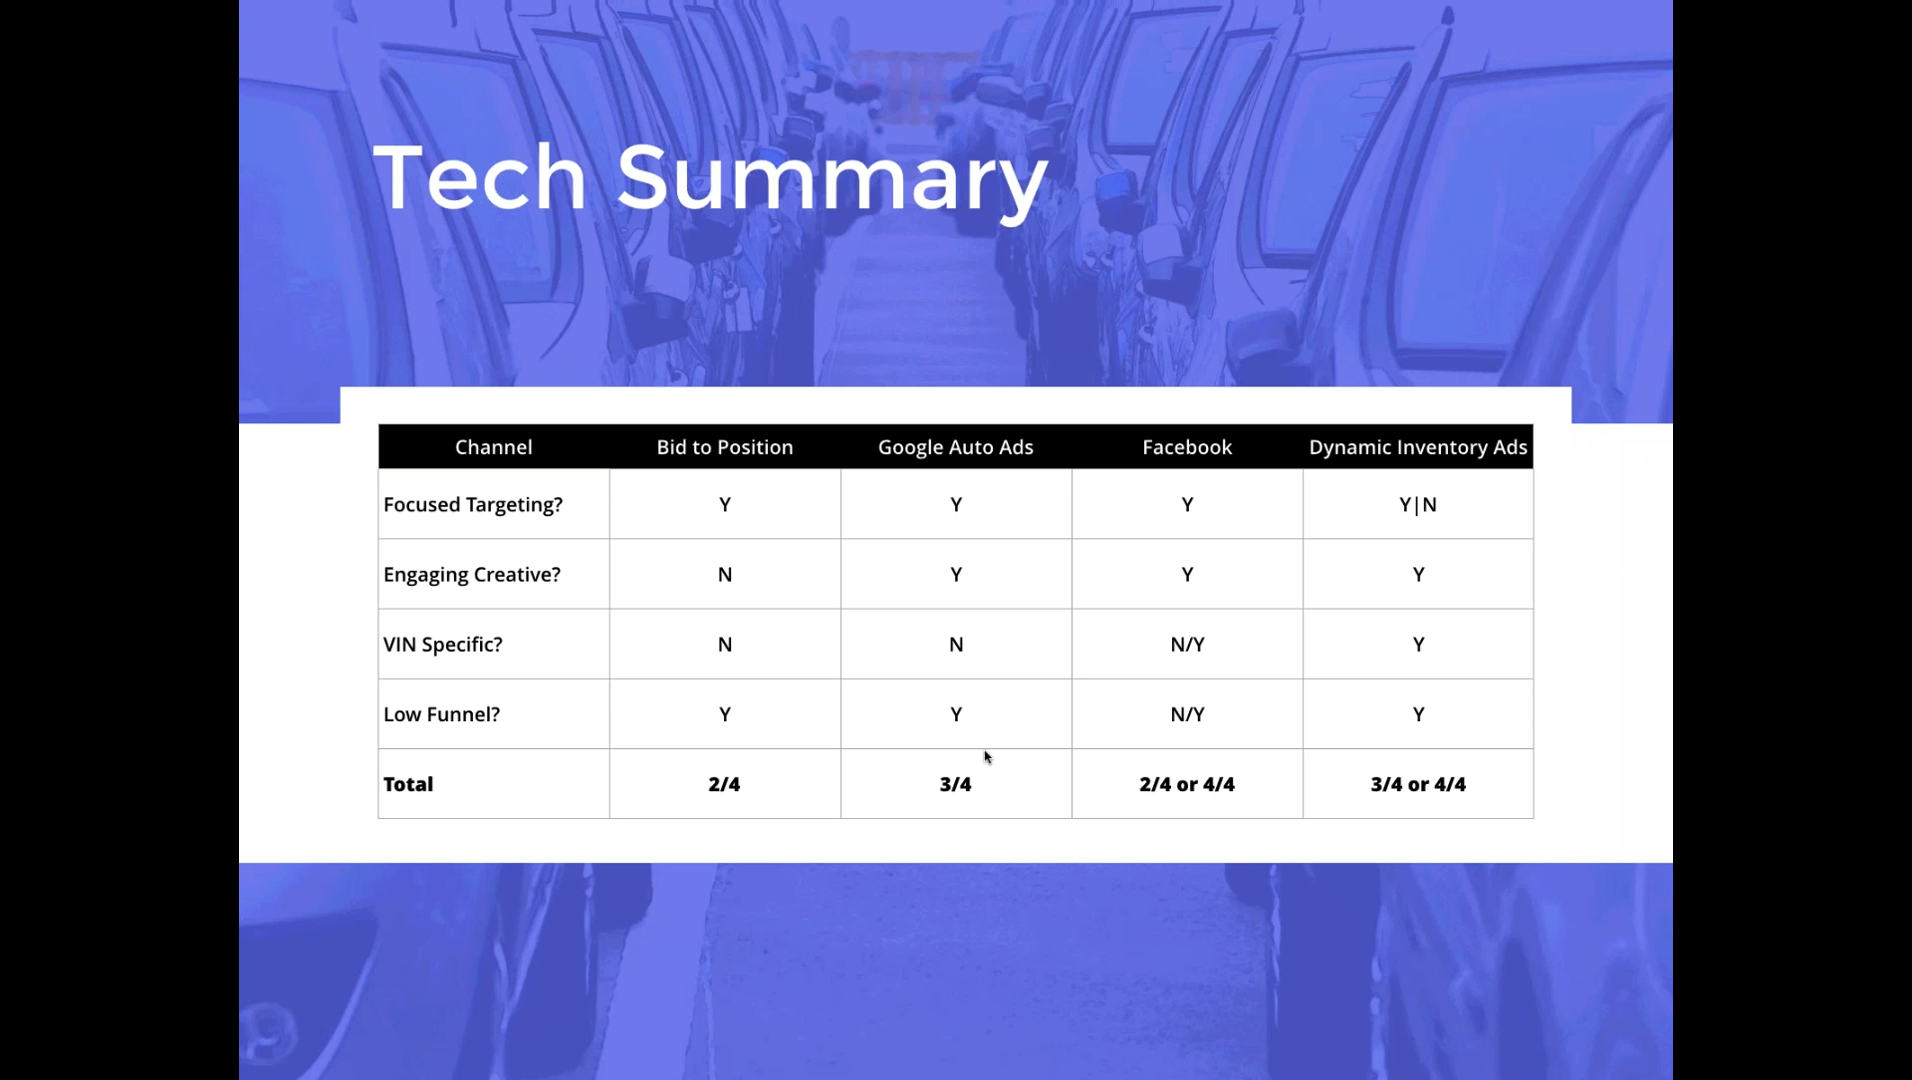 Tech Summary
Channel Bid to Position Google Auto Ads Facebook Dynamic Inventory Ads
Focused Targeting? Y Y Y Y|N
Engaging Creative? N Y Y Y
VIN Specific? N N N/Y Y
Low Funnel? Y Y N/Y Y
Total 2/4 3/4 2/4 or 4/4 3/4 or 4/4